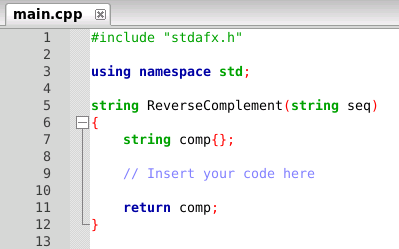 main.cpp
1 #include "stdafx.h"
2
3 using namespace std;
4
5 string ReverseComplement(string seq)
6 {
7     string comp{};
8
9     // Insert your code here
10
11     return comp;
12 }
13